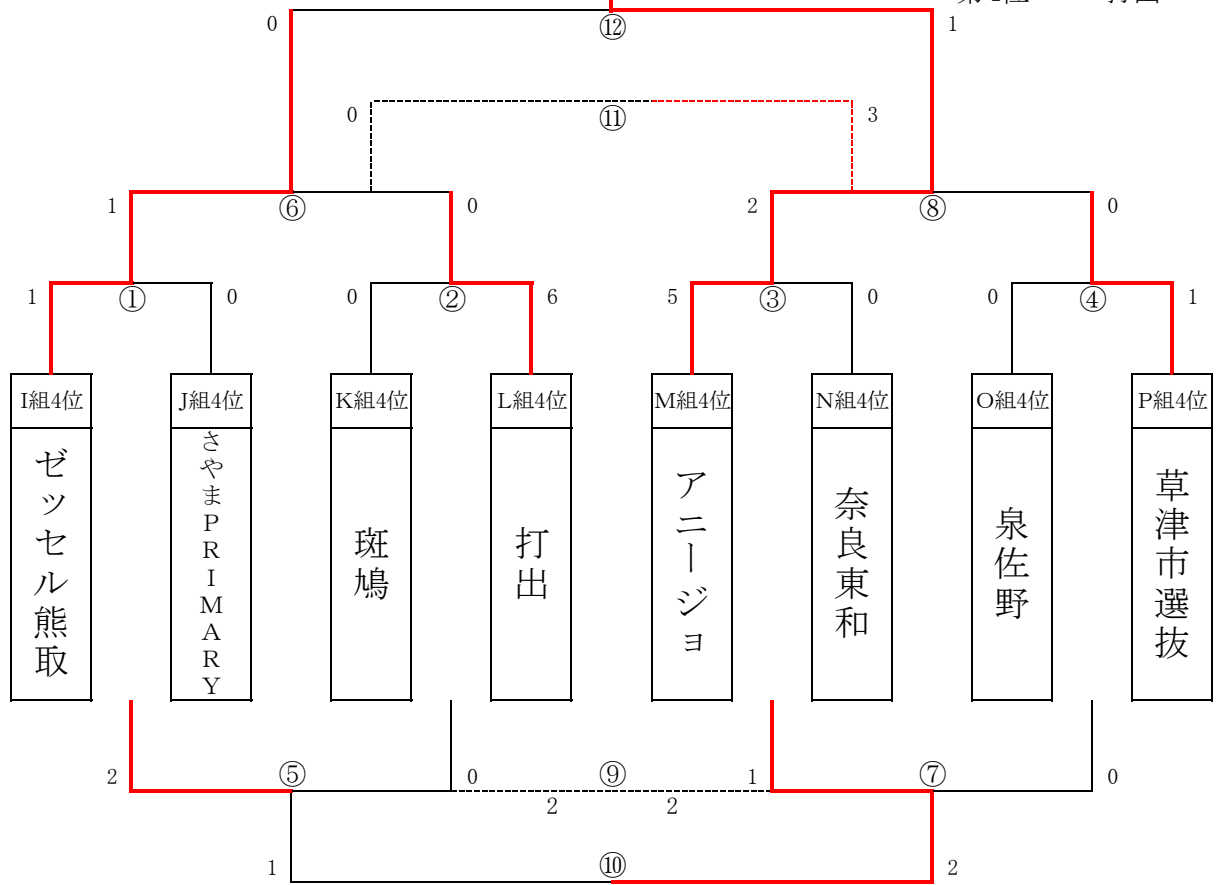 0
⑫
1
0
⑪
3
1
⑥
0
2
⑧
0
1
①
0
0
②
6
5
③
0
0
④
1
I組4位
J組4位
K組4位
L組4位
M組4位
N組4位
O組4位
P組4位
ゼッセル熊取
さやまPRIMARY
斑鳩
打出
アニージョ
奈良東和
泉佐野
草津市選抜
2
⑤
0
⑨
1
⑦
0
2
2
1
⑩
2